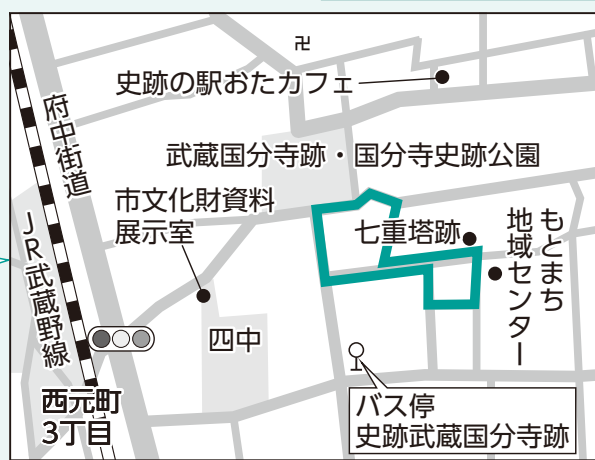 卍
史跡の駅おたカフェ
府中街道
武蔵国分寺跡・国分寺史跡公園
市文化財資料
展示室
七重塔跡
もとまち
地域センター
JR武蔵野線
四中
西元町
3丁目
バス停
史跡武蔵国分寺跡